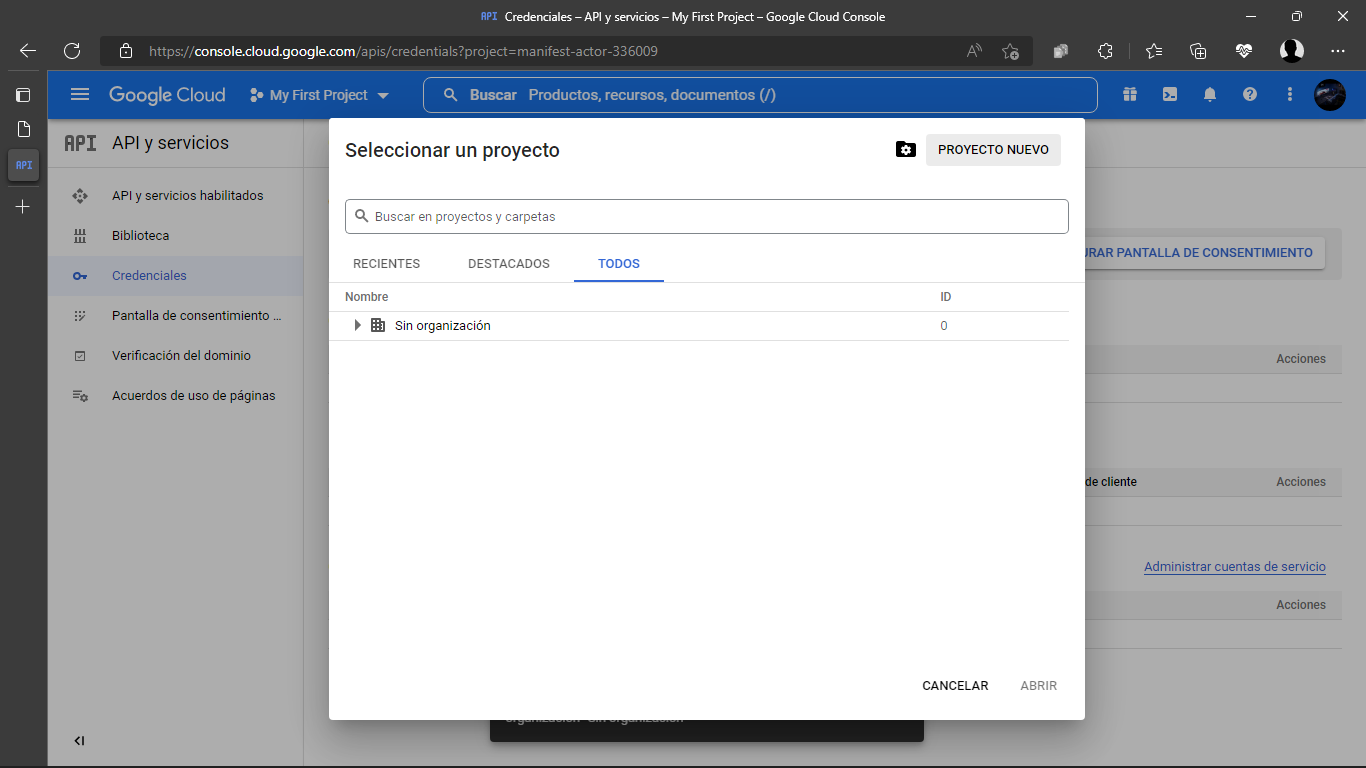 API Credenciales – API y servicios – My First Project – Google Cloud Console
https://console.cloud.google.com/apis/credentials?project=manifest-actor-336009
Google Cloud
My First Project
Buscar Productos, recursos, documentos (/)
API API y servicios
API
API y servicios habilitados
Biblioteca
Credenciales
Pantalla de consentimiento ...
Verificación del dominio
Acuerdos de uso de páginas
Seleccionar un proyecto
PROYECTO NUEVO
Buscar en proyectos y carpetas
RECIENTES DESTACADOS TODOS
Nombre ID
Sin organización 0
CANCELAR ABRIR
PANTALLA DE CONSENTIMIENTO
Acciones
de cliente Acciones
Administrar cuentas de servicio
Acciones